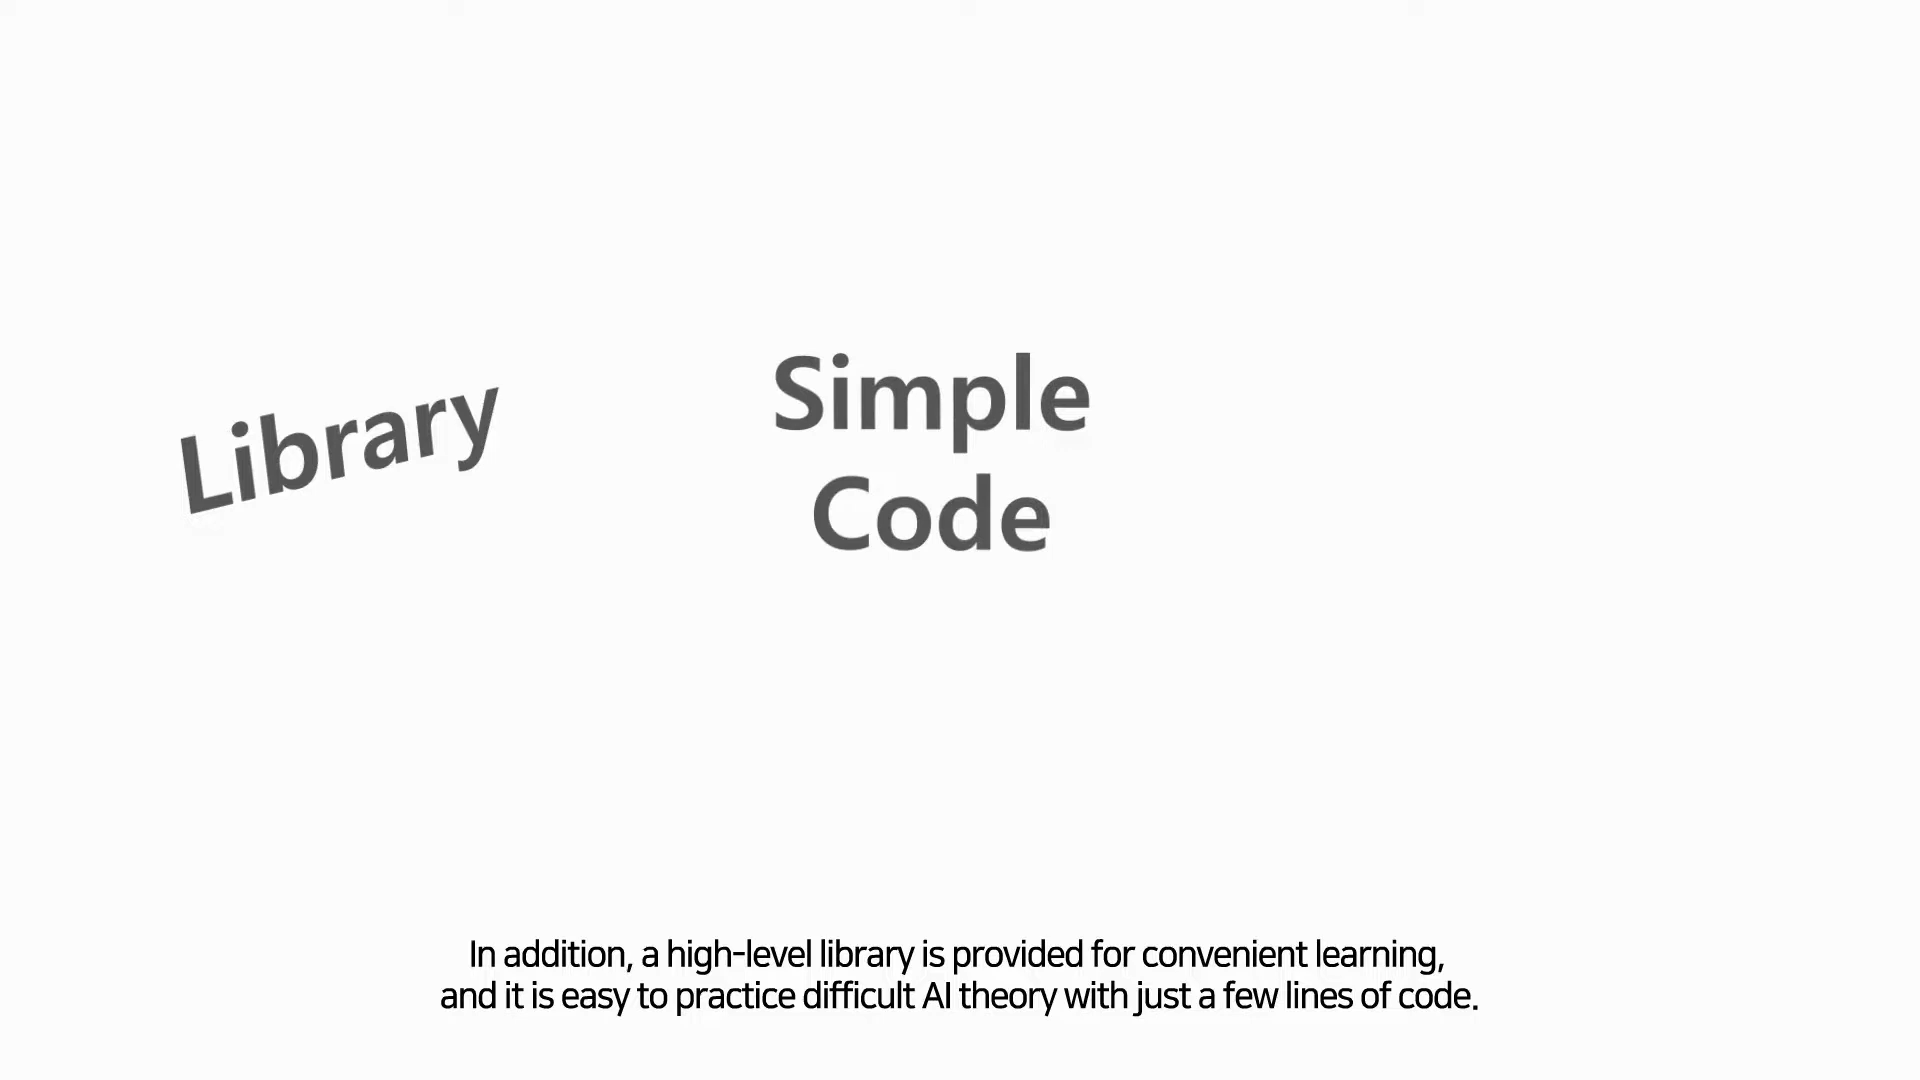 Library
Simple
Code
In addition, a high-level library is provided for convenient learning,
and it is easy to practice difficult AI theory with just a few lines of code.